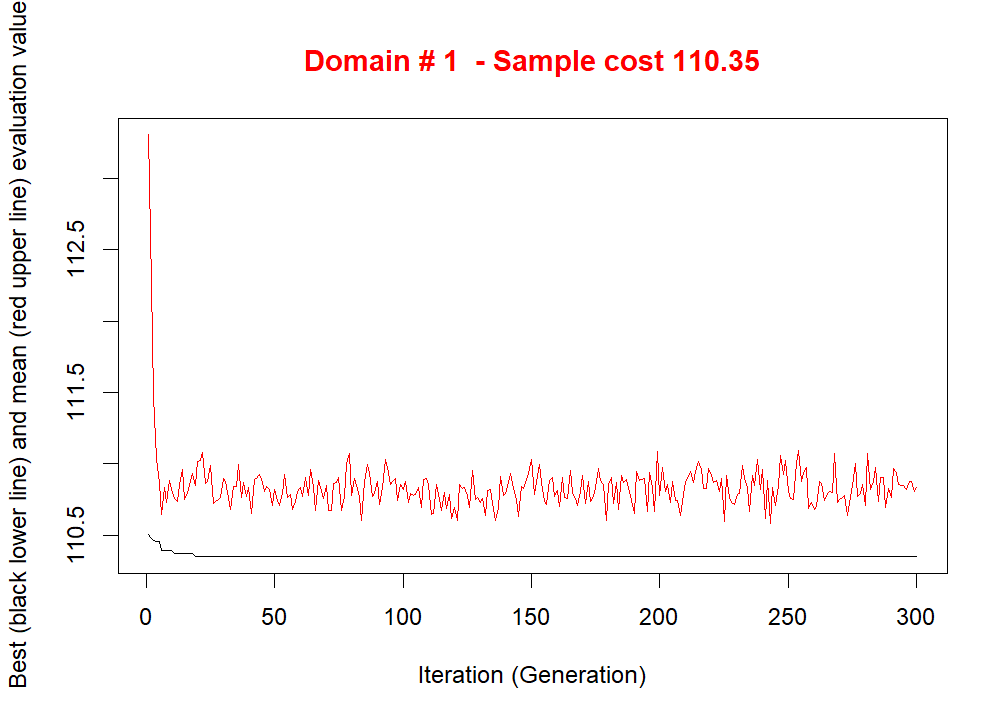 Domain # 1  - Sample cost 110.35
Best (black lower line) and mean (red upper line) evaluation value
112.5
111.5
110.5
0 50 100 150 200 250 300
Iteration (Generation)